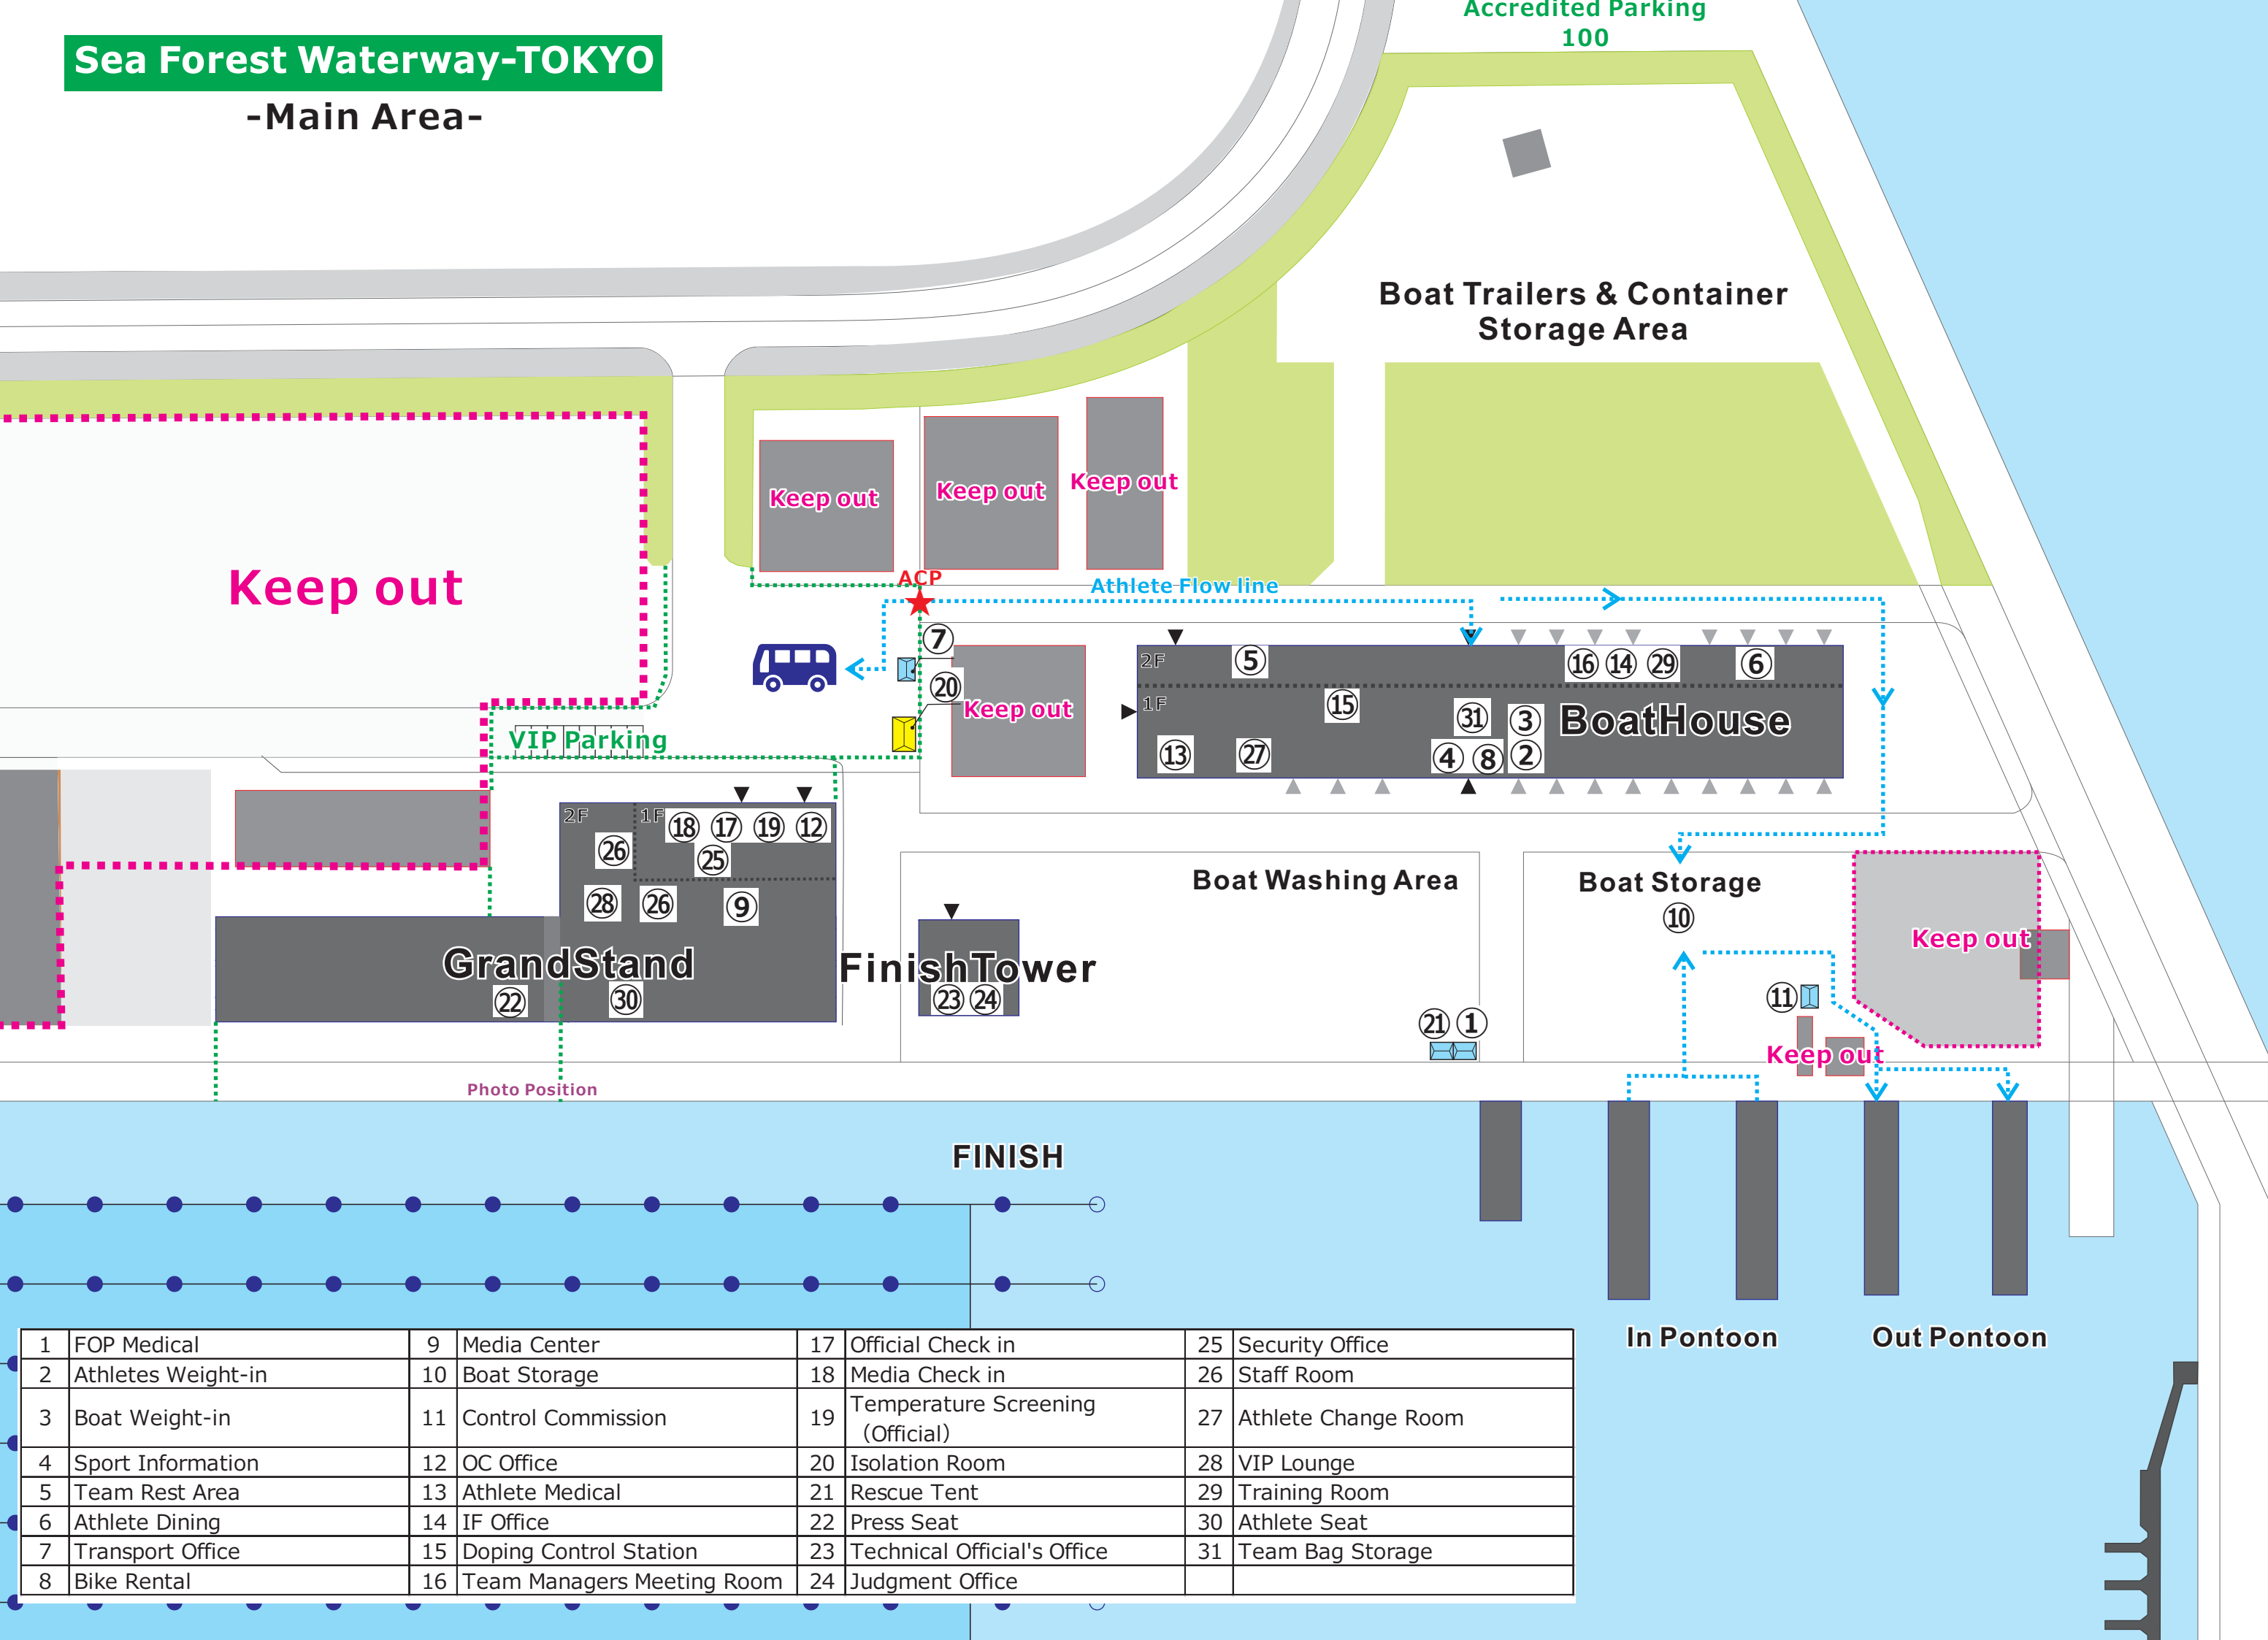 Accredited Parking
100
Sea Forest Waterway-TOKYO
-Main Area-
Boat Trailers & Container
Storage Area
Keep out
Keep out
Keep out
Keep out
ACP
Athlete Flow line
7
20
Keep out
VIP Parking
2F
5
16 14 29
6
1F
15
31
3
BoatHouse
13
27
4
8
2
2F
1F
18 17 19 12
26
25
28
26
9
GrandStand
22
30
FinishTower
23 24
Boat Washing Area
Boat Storage
10
Keep out
11
21 1
Keep out
Photo Position
FINISH
In Pontoon
Out Pontoon
1 FOP Medical 9 Media Center 17 Official Check in 25 Security Office
2 Athletes Weight-in 10 Boat Storage 18 Media Check in 26 Staff Room
3 Boat Weight-in 11 Control Commission 19 Temperature Screening
（Official） 27 Athlete Change Room
4 Sport Information 12 OC Office 20 Isolation Room 28 VIP Lounge
5 Team Rest Area 13 Athlete Medical 21 Rescue Tent 29 Training Room
6 Athlete Dining 14 IF Office 22 Press Seat 30 Athlete Seat
7 Transport Office 15 Doping Control Station 23 Technical Official's Office 31 Team Bag Storage
8 Bike Rental 16 Team Managers Meeting Room 24 Judgment Office